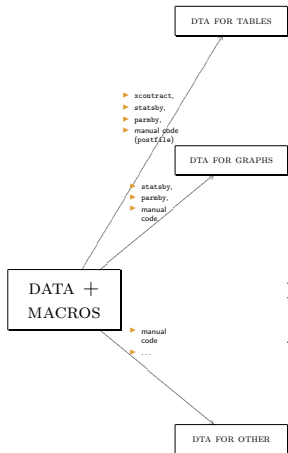 DTA FOR TABLES
► xcontract,
► statsby,
► parmby,
► manual code
(postfile)
DTA FOR GRAPHS
► statsby,
► parmby,
► manual
code
DATA +
MACROS
► manual
code
► ...
DTA FOR OTHER